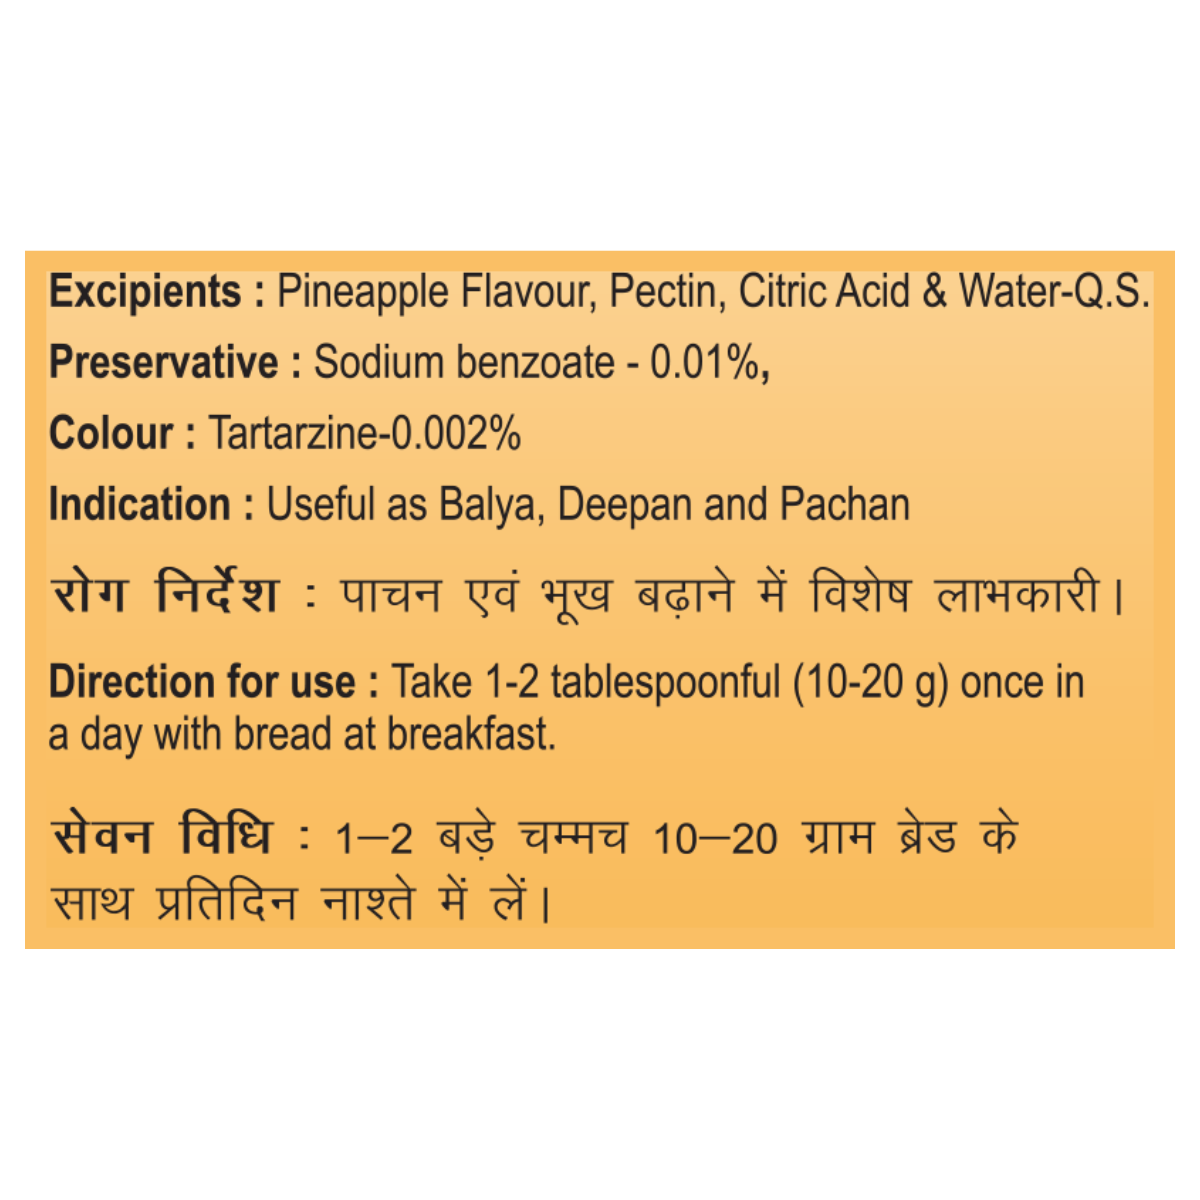 Excipients : Pineapple Flavour, Pectin, Citric Acid & Water-Q.S.
Preservative : Sodium benzoate - 0.01%,
Colour : Tartarzine-0.002%
Indication : Useful as Balya, Deepan and Pachan
रोग निर्देश : पाचन एवं भूख बढ़ाने में विशेष लाभकारी।
Direction for use : Take 1-2 tablespoonful (10-20 g) once in
a day with bread at breakfast.
सेवन विधि : 1–2 बड़े चम्मच 10–20 ग्राम ब्रेड के
साथ प्रतिदिन नाश्ते में लें।